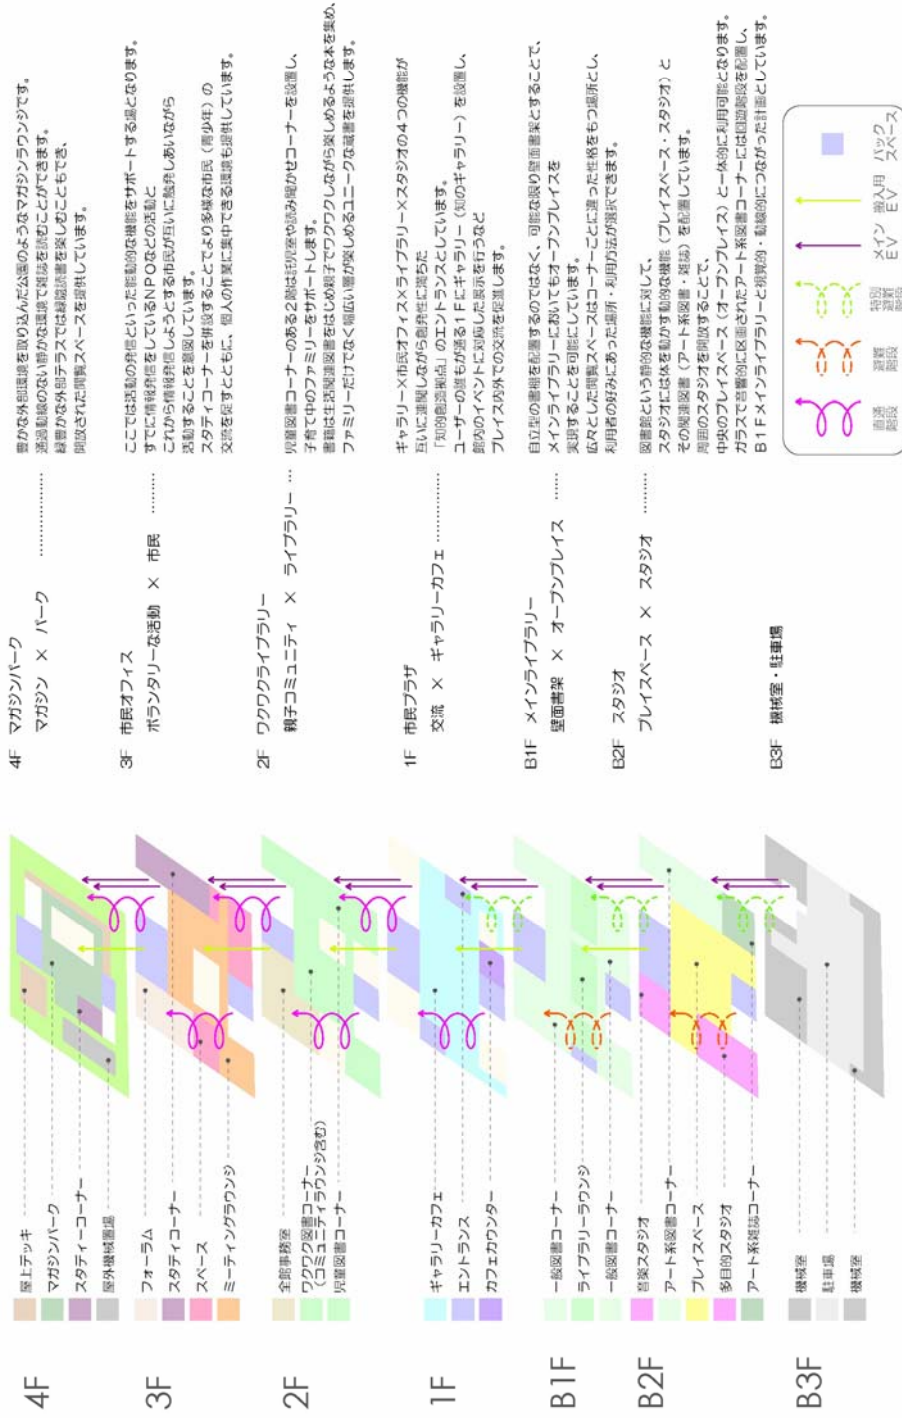 4F
屋上デッキ
マガジンパーク
スタディーコーナー
屋外機械置場
3F
フォーラム
スタディコーナー
スペース
ミーティングラウンジ
2F
全館事務室
ワクワク図書コーナー
（コミュニティラウンジ含む）
児童図書コーナー
1F
ギャラリーカフェ
エントランス
カフェカウンター
B1F
一般図書コーナー
ライブラリーラウンジ
一般図書コーナー
B2F
音楽スタジオ
アート系図書コーナー
プレイスペース
多目的スタジオ
アート系雑誌コーナー
B3F
機械室
駐車場
機械室
4F マガジンパーク
マガジン × パーク ……………
豊かな外部環境を取り込んだ公園のようなマガジンラウンジです。
通過動線のない静かな環境で雑誌を読むことができます。
緑豊かな外部テラスでは緑陰読書を楽しむこともでき、
開放された閲覧スペースを提供しています。
3F 市民オフィス
ボランタリーな活動 × 市民 ………
ここでは活動の発信といった能動的な機能をサポートする場となります。
すでに情報発信をしているNPOなどの活動と
これから情報発信しようとする市民が互いに触発しあいながら
活動することを意図しています。
スタディコーナーを併設することでより多様な市民（青少年）の
交流を促すとともに、個人の作業に集中できる環境も提供しています。
2F ワクワクライブラリー
親子コミュニティ × ライブラリー …
児童図書コーナーのある２階は託児室や読み聞かせコーナーを設置し、
子育て中のファミリーをサポートします。
書籍は生活関連図書をはじめ親子でワクワクしながら楽しめるような本を集め、
ファミリーだけでなく幅広い層が楽しめるユニークな蔵書を提供します。
1F 市民プラザ
交流 × ギャラリーカフェ …………
ギャラリー×市民オフィス×ライブラリー×スタジオの４つの機能が
互いに連関しながら創発性に満ちた
「知的創造拠点」のエントランスとしています。
ユーザーの誰もが通る１Fにギャラリー（知のギャラリー）を設置し、
館内のイベントに対応した展示を行うなど
プレイス内外での交流を促進します。
B1F メインライブラリー
壁面書架 × オープンプレイス ……
自立型の書棚を配置するのではなく、可能な限り壁面書架とすることで、
メインライブラリーにおいてもオープンプレイスを
実現することを可能にしています。
広々とした閲覧スペースはコーナーごとに違った性格をもつ場所とし、
利用者の好みにあった場所・利用方法が選択できます。
B2F スタジオ
プレイスペース × スタジオ ………
図書館という静的な機能に対して、
スタジオには体を動かす動的な機能（プレイスペース・スタジオ）と
その関連図書（アート系図書・雑誌）を配置しています。
周囲のスタジオを開放することで、
中央のプレイスペース（オープンプレイス）と一体的に利用可能となります。
ガラスで音響的に区画されたアート系図書コーナーには回遊階段を配置し、
B１Fメインライブラリーと視覚的・動線的につながった計画としています。
B3F 機械室・駐車場
直通
階段
避難
階段
特別
避難
階段
メイン
EV
搬入用
EV
バック
スペース